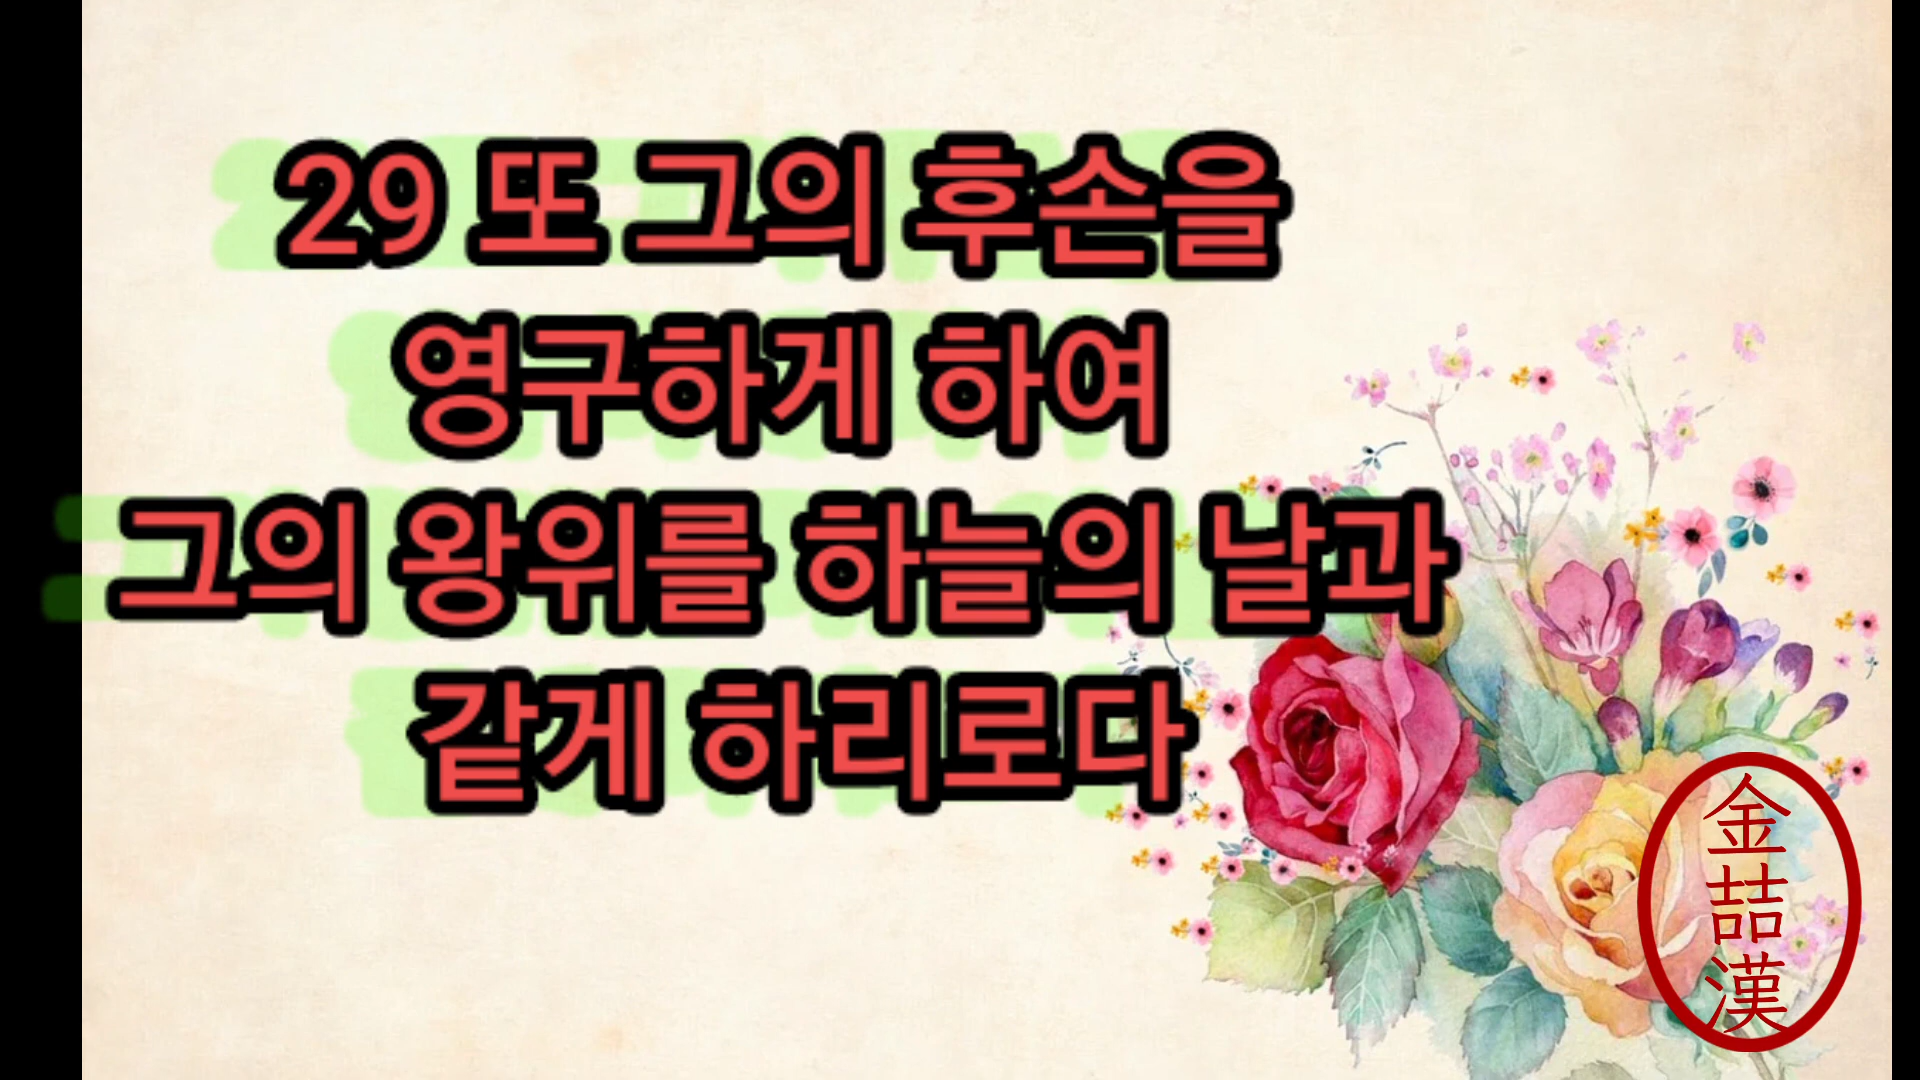 29 또 그의 후손을
영구하게 하여
그의 왕위를 하늘의 날과
같게 하리로다
金
喆
漢